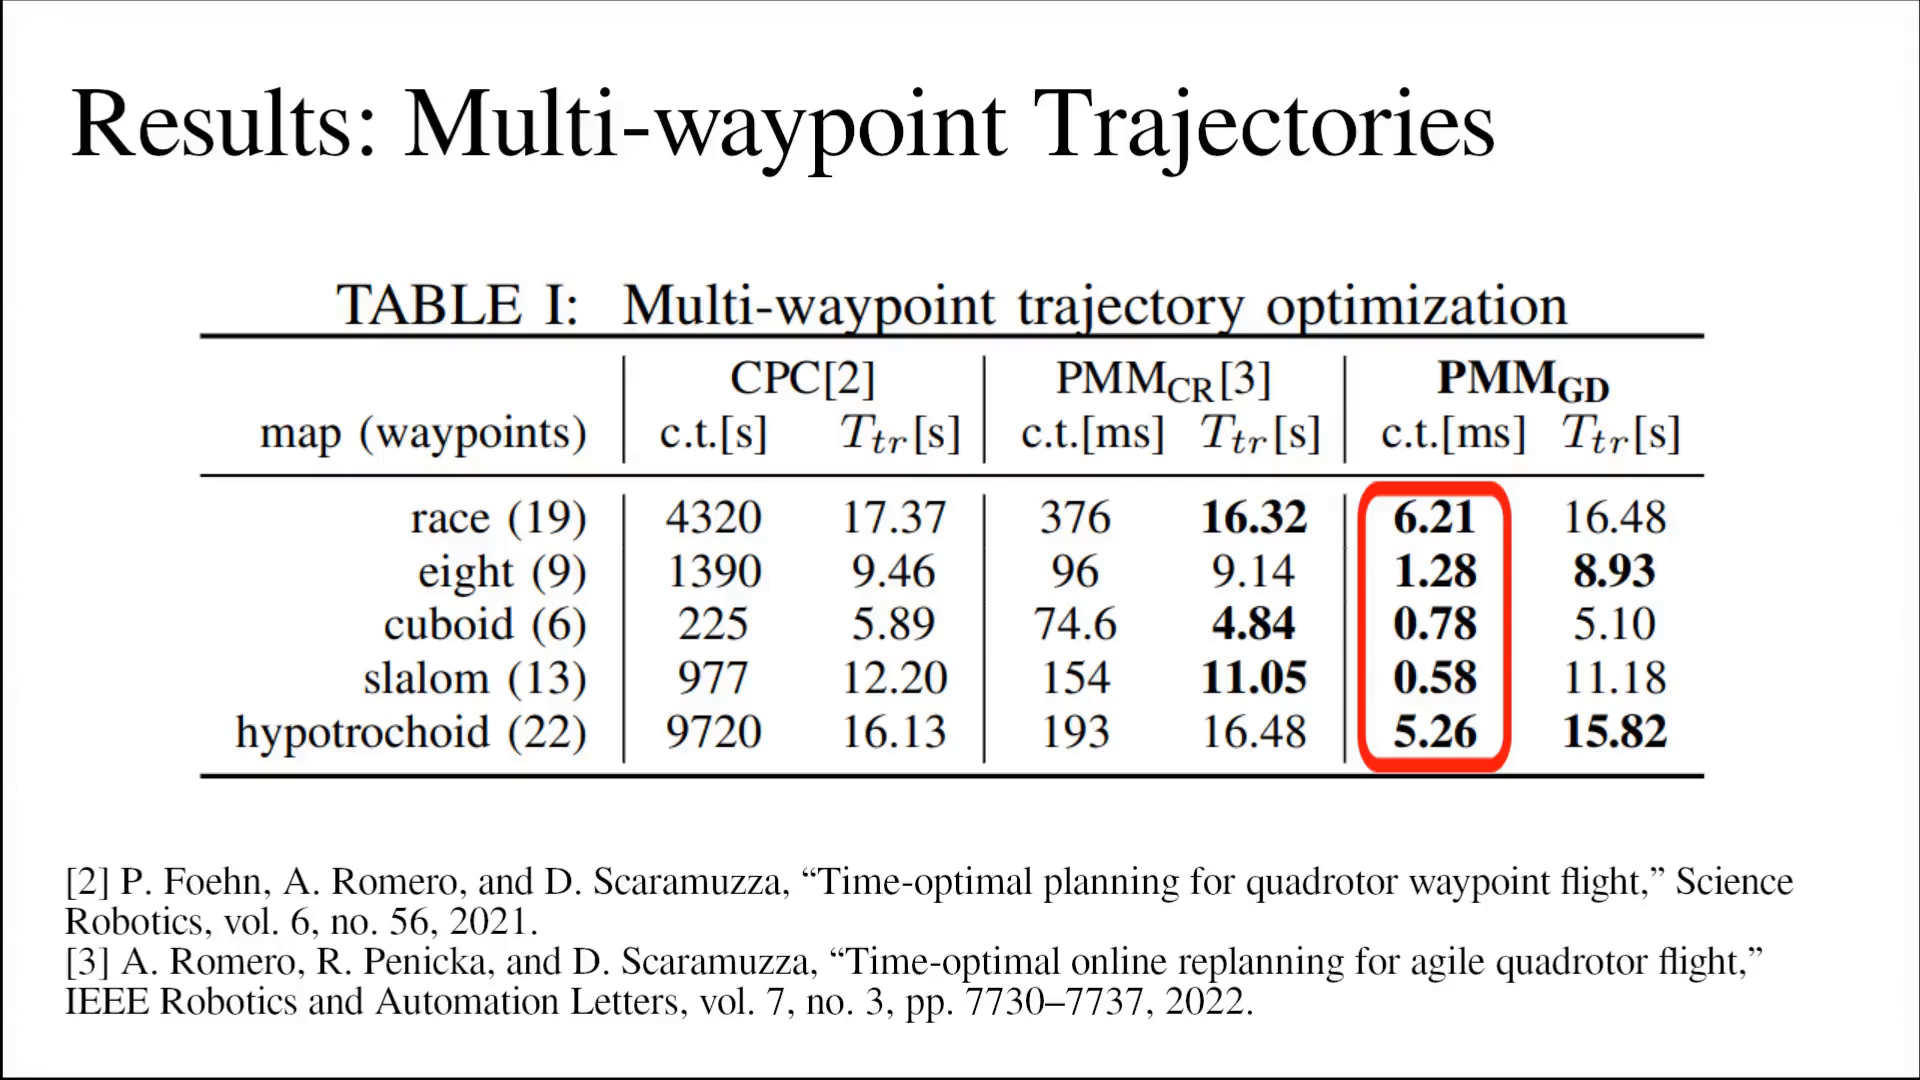 Results: Multi-waypoint Trajectories
TABLE I: Multi-waypoint trajectory optimization
CPC[2] PMM_CR[3] PMM_GD
map (waypoints) c.t.[s] T_tr[s] c.t.[ms] T_tr[s] c.t.[ms] T_tr[s]
race (19) 4320 17.37 376 16.32 6.21 16.48
eight (9) 1390 9.46 96 9.14 1.28 8.93
cuboid (6) 225 5.89 74.6 4.84 0.78 5.10
slalom (13) 977 12.20 154 11.05 0.58 11.18
hypotrochoid (22) 9720 16.13 193 16.48 5.26 15.82
[2] P. Foehn, A. Romero, and D. Scaramuzza, “Time-optimal planning for quadrotor waypoint flight,” Science
Robotics, vol. 6, no. 56, 2021.
[3] A. Romero, R. Penicka, and D. Scaramuzza, “Time-optimal online replanning for agile quadrotor flight,”
IEEE Robotics and Automation Letters, vol. 7, no. 3, pp. 7730–7737, 2022.